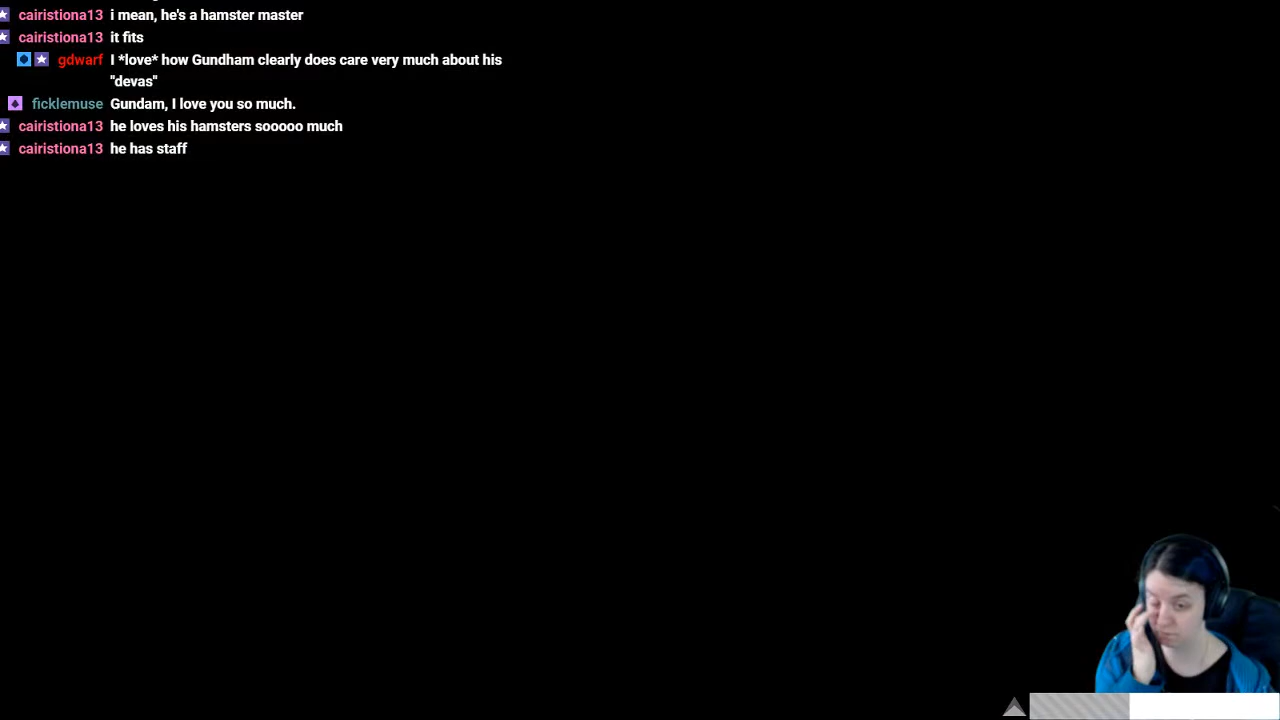 cairistiona13 i mean, he's a hamster master
cairistiona13 it fits
gdwarf I *love* how Gundham clearly does care very much about his
"devas"
ficklemuse Gundam, I love you so much.
cairistiona13 he loves his hamsters sooooo much
cairistiona13 he has staff